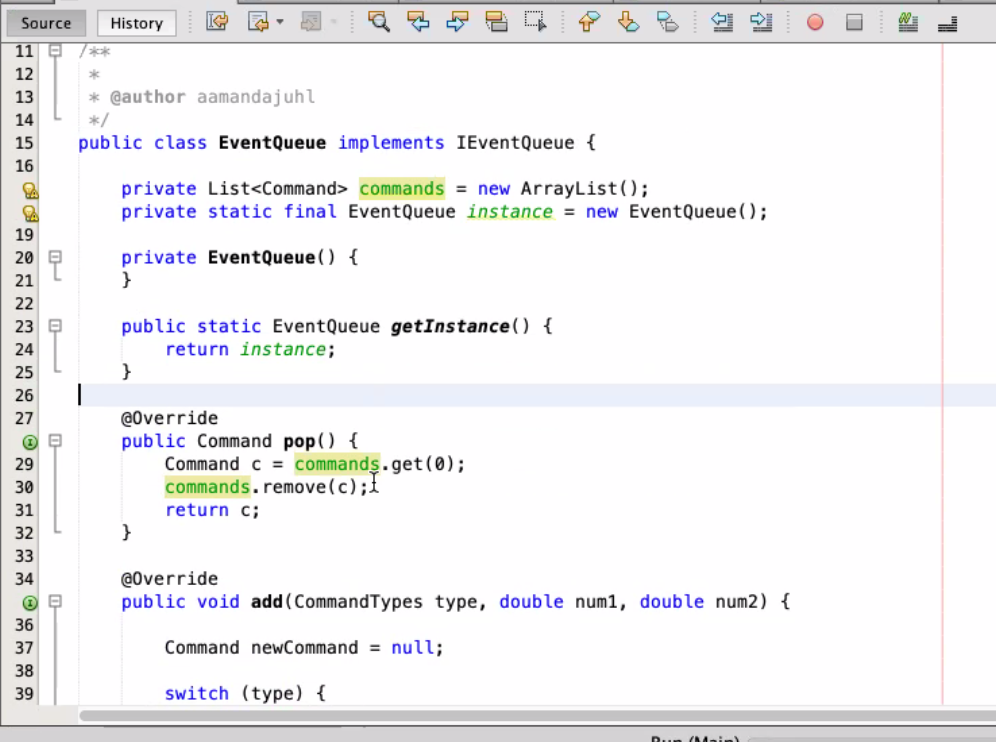 Source History
11 /**
12 *
13 * @author aamandajuhl
14 */
15 public class EventQueue implements IEventQueue {
16
private List<Command> commands = new ArrayList();
private static final EventQueue instance = new EventQueue();
19
20 private EventQueue() {
21 }
22
23 public static EventQueue getInstance() {
24 return instance;
25 }
26
27 @Override
public Command pop() {
29 Command c = commands.get(0);
30 commands.remove(c);
31 return c;
32 }
33
34 @Override
public void add(CommandTypes type, double num1, double num2) {
36
37 Command newCommand = null;
38
39 switch (type) {
Run (Main)